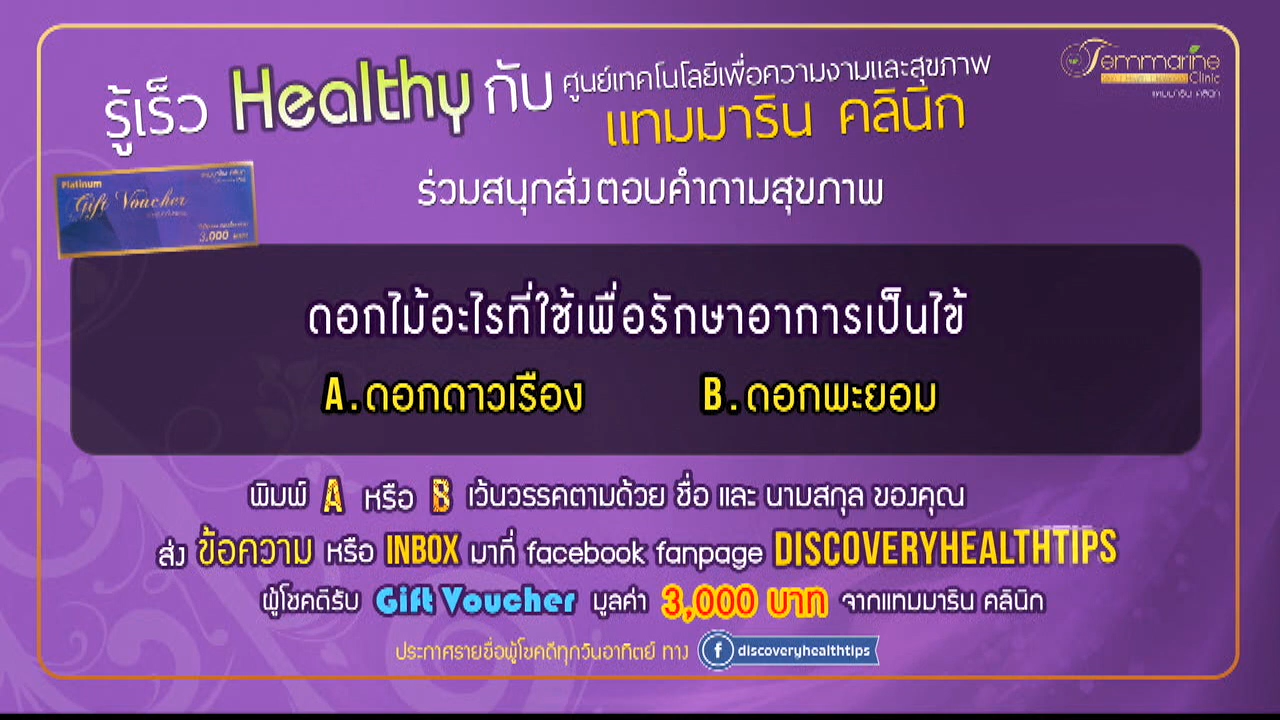 รู้เร็ว Healthy กับ ศูนย์เทคโนโลยีเพื่อความงามและสุขภาพ
แทมมาริน คลินิก
Temmarine
Clinic
แทมมาริน คลินิก
Platinum
Gift Voucher
3,000
ร่วมสนุกส่งตอบคำถามสุขภาพ
ดอกไม้อะไรที่ใช้เพื่อรักษาอาการเป็นไข้
A.ดอกดาวเรือง B.ดอกพะยอม
พิมพ์ A หรือ B เว้นวรรคตามด้วย ชื่อ และ นามสกุล ของคุณ
ส่ง ข้อความ หรือ INBOX มาที่ facebook fanpage DISCOVERYHEALTHTIPS
ผู้โชคดีรับ Gift Voucher มูลค่า 3,000 บาท จากแทมมาริน คลินิก
ประกาศรายชื่อผู้โชคดีทุกวันอาทิตย์ ทาง f discoveryhealthtips